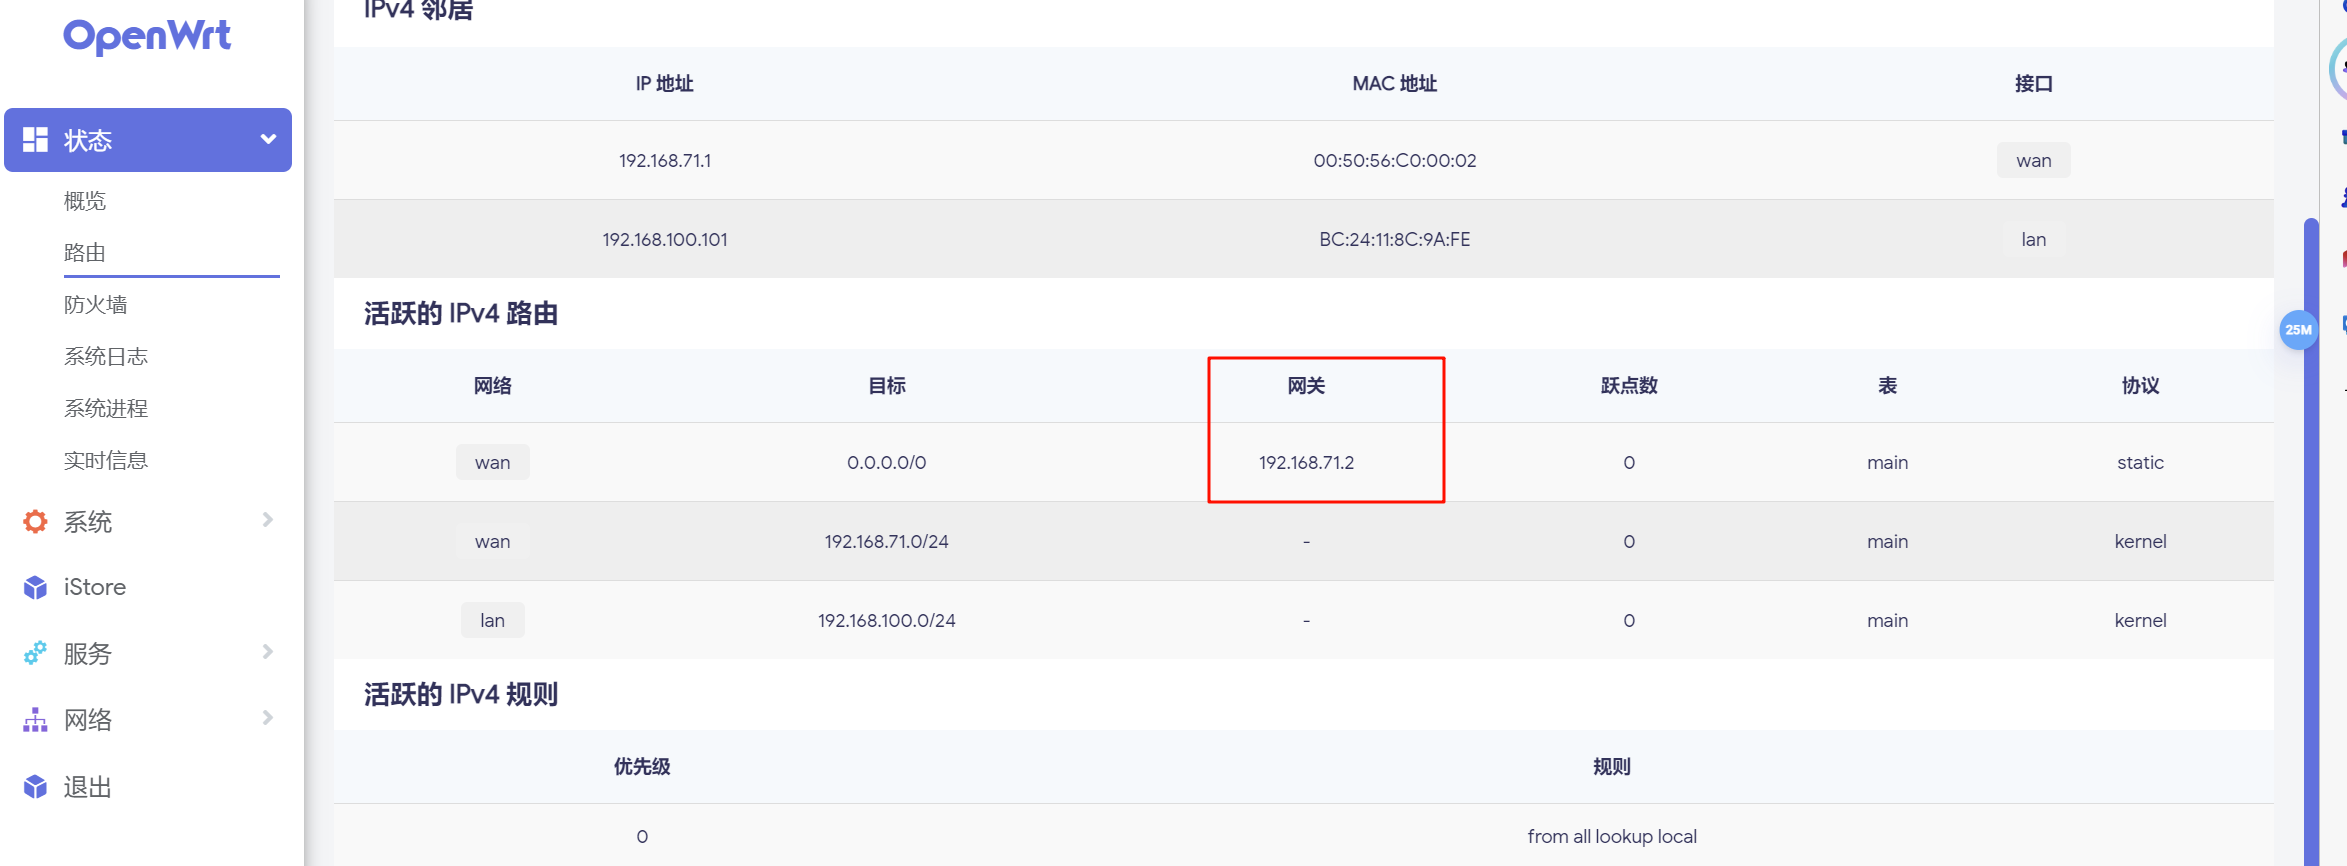 OpenWrt
状态
概览
路由
防火墙
系统日志
系统进程
实时信息
系统
iStore
服务
网络
退出
IPv4 邻居
IP 地址 MAC 地址 接口
192.168.71.1 00:50:56:C0:00:02 wan
192.168.100.101 BC:24:11:8C:9A:FE lan
活跃的 IPv4 路由
网络 目标 网关 跃点数 表 协议
wan 0.0.0.0/0 192.168.71.2 0 main static
wan 192.168.71.0/24 - 0 main kernel
lan 192.168.100.0/24 - 0 main kernel
活跃的 IPv4 规则
优先级 规则
0 from all lookup local
25M